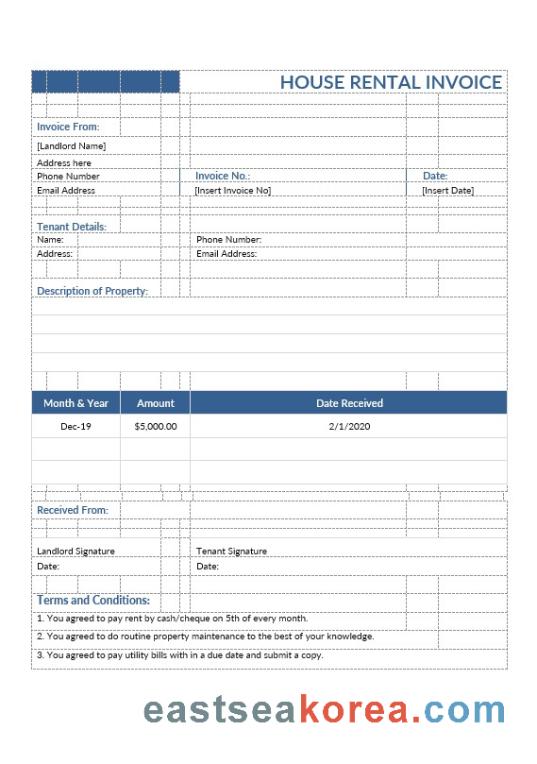 HOUSE RENTAL INVOICE
Invoice From:
[Landlord Name]
Address here
Phone Number Invoice No.: Date:
Email Address [Insert Invoice No] [Insert Date]
Tenant Details:
Name: Phone Number:
Address: Email Address:
Description of Property:
Month & Year Amount Date Received
Dec-19 $5,000.00 2/1/2020
Received From:
Landlord Signature Tenant Signature
Date: Date:
Terms and Conditions:
1. You agreed to pay rent by cash/cheque on 5th of every month.
2. You agreed to do routine property maintenance to the best of your knowledge.
3. You agreed to pay utility bills with in a due date and submit a copy.
eastseakorea.com